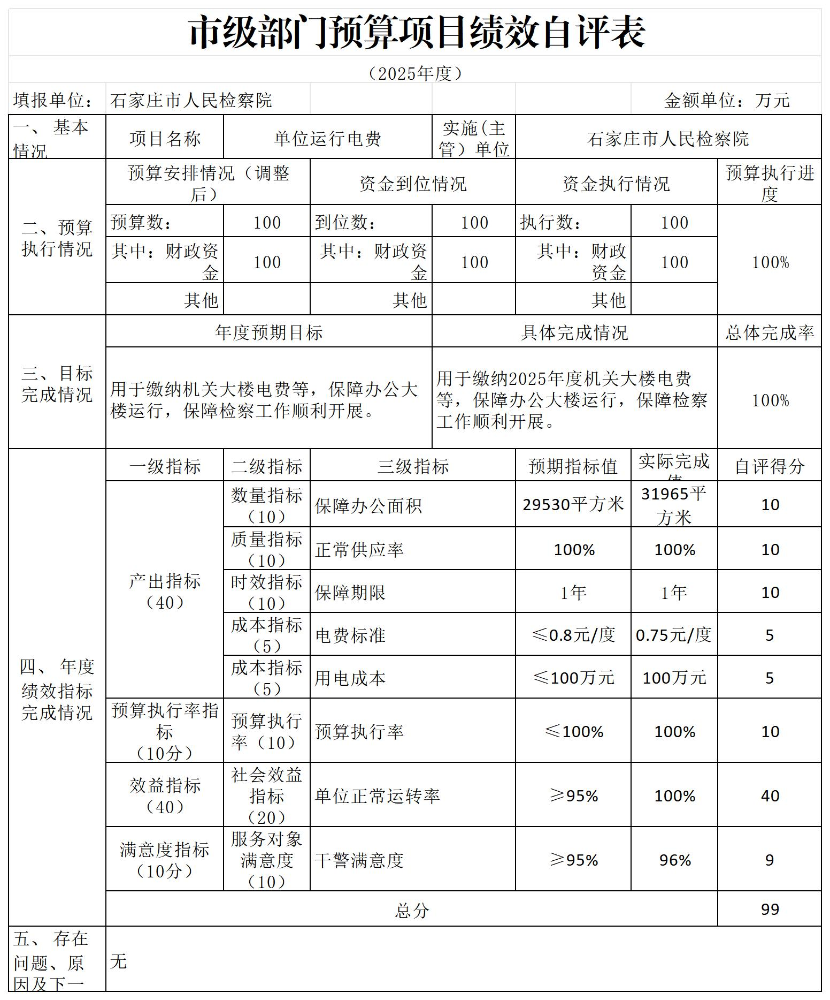 市级部门预算项目绩效自评表
（2025年度）
填报单位：
石家庄市人民检察院
金额单位：万元
一、 基本
情况
项目名称
单位运行电费
实施(主
管）单位
石家庄市人民检察院
二、预算
执行情况
预算安排情况（调整
后）
资金到位情况
资金执行情况
预算执行进
度
预算数：
100
到位数：
100
执行数：
100
100%
其中：财政资
金
100
其中：财政资
金
100
其中：财政
资金
100
其他
其他
其他
三、目标
完成情况
年度预期目标
具体完成情况
总体完成率
用于缴纳机关大楼电费等，保障办公大
楼运行，保障检察工作顺利开展。
用于缴纳2025年度机关大楼电费
等，保障办公大楼运行，保障检察
工作顺利开展。
100%
四、 年度
绩效指标
完成情况
一级指标
二级指标
三级指标
预期指标值
实际完成
值
自评得分
产出指标
（40）
数量指标
（10）
保障办公面积
29530平方米
31965平
方米
10
质量指标
（10）
正常供应率
100%
100%
10
时效指标
（10）
保障期限
1年
1年
10
成本指标
（5）
电费标准
≤0.8元/度
0.75元/度
5
成本指标
（5）
用电成本
≤100万元
100万元
5
预算执行率指
标
（10分）
预算执行
率（10）
预算执行率
≤100%
100%
10
效益指标
（40）
社会效益
指标
（20）
单位正常运转率
≥95%
100%
40
满意度指标
（10分）
服务对象
满意度
（10）
干警满意度
≥95%
96%
9
总分
99
五、 存在
问题、原
因及下一
无